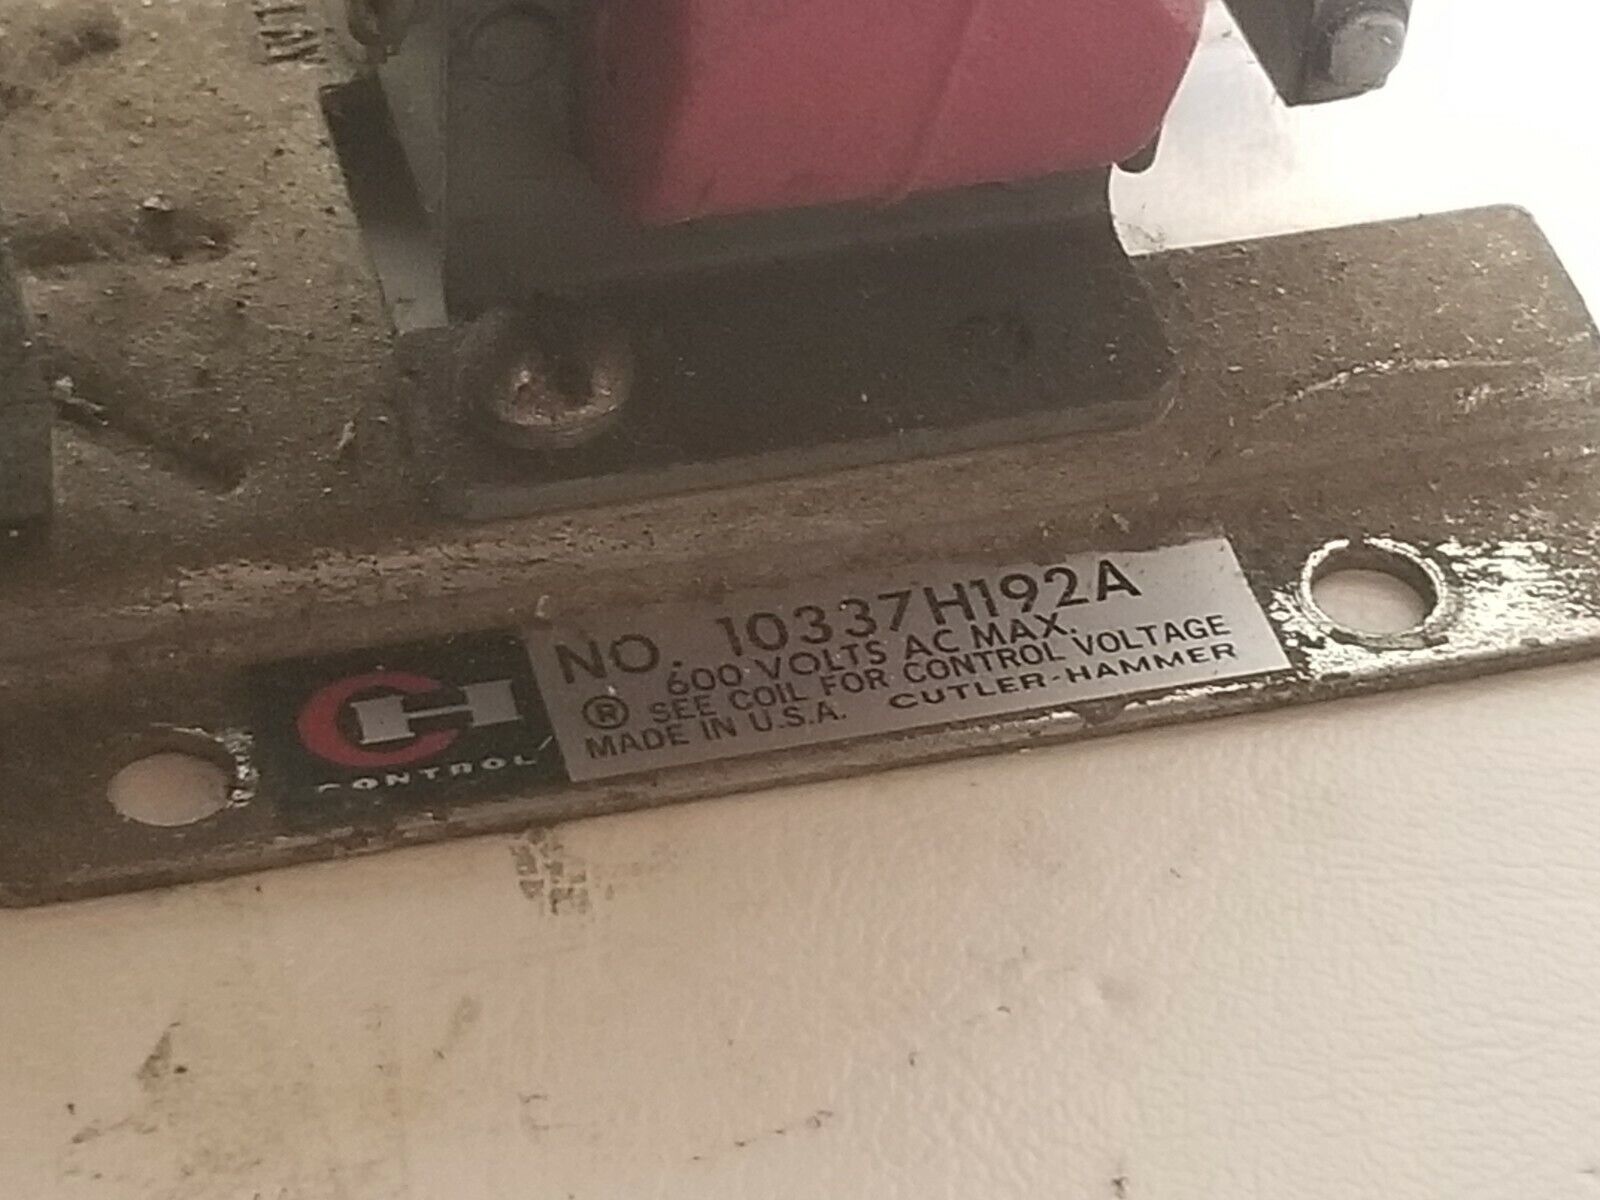 NO. 10337H192A
600 VOLTS AC MAX.
® SEE COIL FOR CONTROL VOLTAGE
MADE IN U.S.A. CUTLER-HAMMER
CH
CONTROL